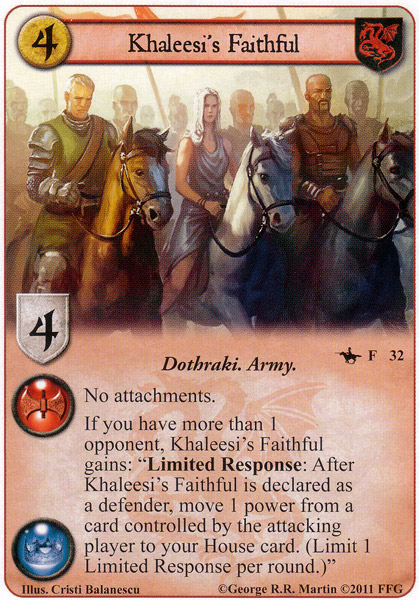 4
Khaleesi's Faithful
4
Dothraki. Army.
F 32
No attachments.
If you have more than 1
opponent, Khaleesi's Faithful
gains: "Limited Response: After
Khaleesi's Faithful is declared as
a defender, move 1 power from a
card controlled by the attacking
player to your House card. (Limit 1
Limited Response per round.)"
Illus. Cristi Balanescu
©George R.R. Martin ©2011 FFG